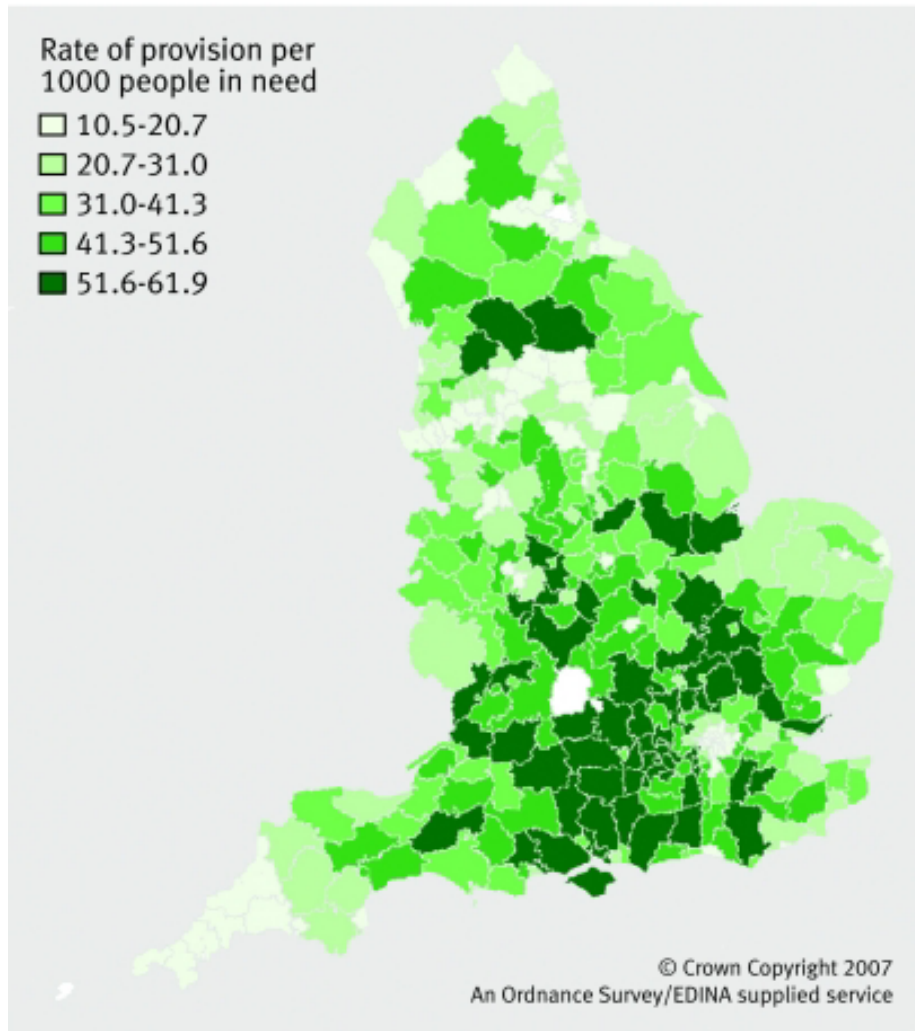 Rate of provision per
1000 people in need
10.5-20.7
20.7-31.0
31.0-41.3
41.3-51.6
51.6-61.9
© Crown Copyright 2007
An Ordnance Survey/EDINA supplied service